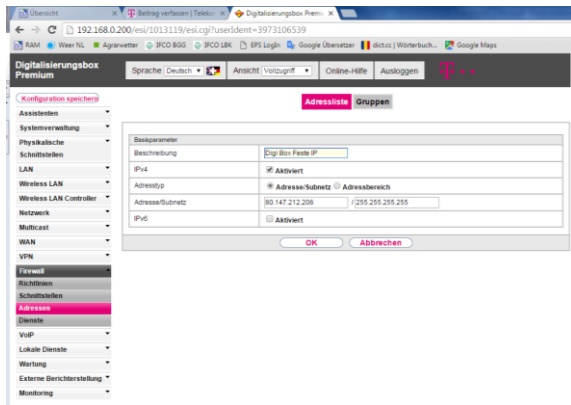 Übersicht
Beitrag verfassen | Telekom
Digitalisierungsbox Premi
192.168.0.200/esi/1013119/esi.cgi?userIdent=3973106539
RAM Weer NL Agrarwetter IFCO BGG IFCO LBK EPS LogIn Google Übersetzer dict.cc | Wörterbuch... Google Maps
Digitalisierungsbox
Premium
Sprache Deutsch Ansicht Vollzugriff Online-Hilfe Ausloggen
Konfiguration speichern
Adressliste Gruppen
Assistenten
Systemverwaltung
Physikalische
Schnittstellen
LAN
Wireless LAN
Wireless LAN Controller
Netzwerk
Multicast
WAN
VPN
Firewall
Richtlinien
Schnittstellen
Adressen
Dienste
VoIP
Lokale Dienste
Wartung
Externe Berichterstellung
Monitoring
Basisparameter
Beschreibung Digi Box Feste IP
IPv4 Aktiviert
Adresstyp Adresse/Subnetz Adressbereich
Adresse/Subnetz 80.147.212.208 / 255.255.255.255
IPv6 Aktiviert
OK Abbrechen